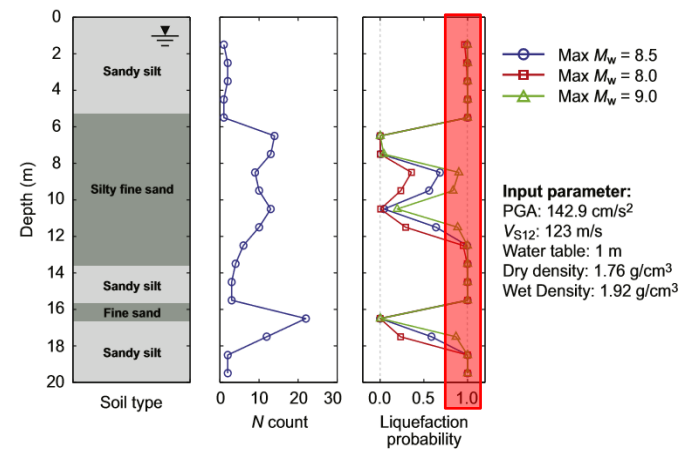 0
2
4
6
8
10
12
14
16
18
20
Depth (m)
Sandy silt
Silty fine sand
Sandy silt
Fine sand
Sandy silt
Soil type
0 10 20 30
N count
0.0 0.5 1.0
Liquefaction
probability
Max Mw = 8.5
Max Mw = 8.0
Max Mw = 9.0
Input parameter:
PGA: 142.9 cm/s²
VS12: 123 m/s
Water table: 1 m
Dry density: 1.76 g/cm³
Wet Density: 1.92 g/cm³